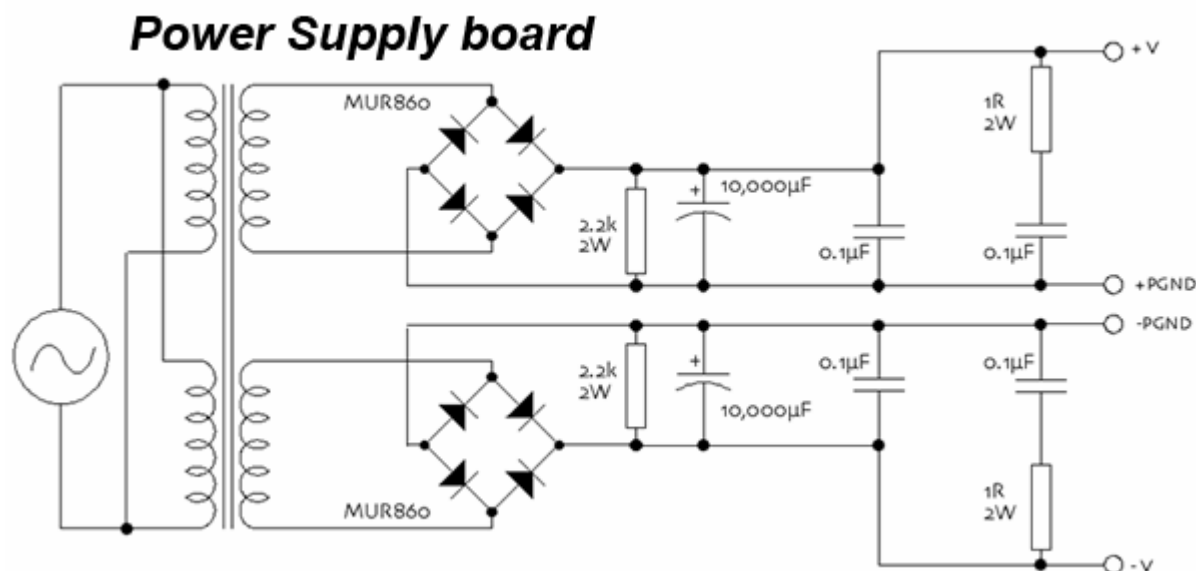 Power Supply board
MUR860
2.2k
2W
+
10,000µF
0.1µF
1R
2W
0.1µF
+V
+PGND
-PGND
MUR860
2.2k
2W
+
10,000µF
0.1µF
0.1µF
1R
2W
-V